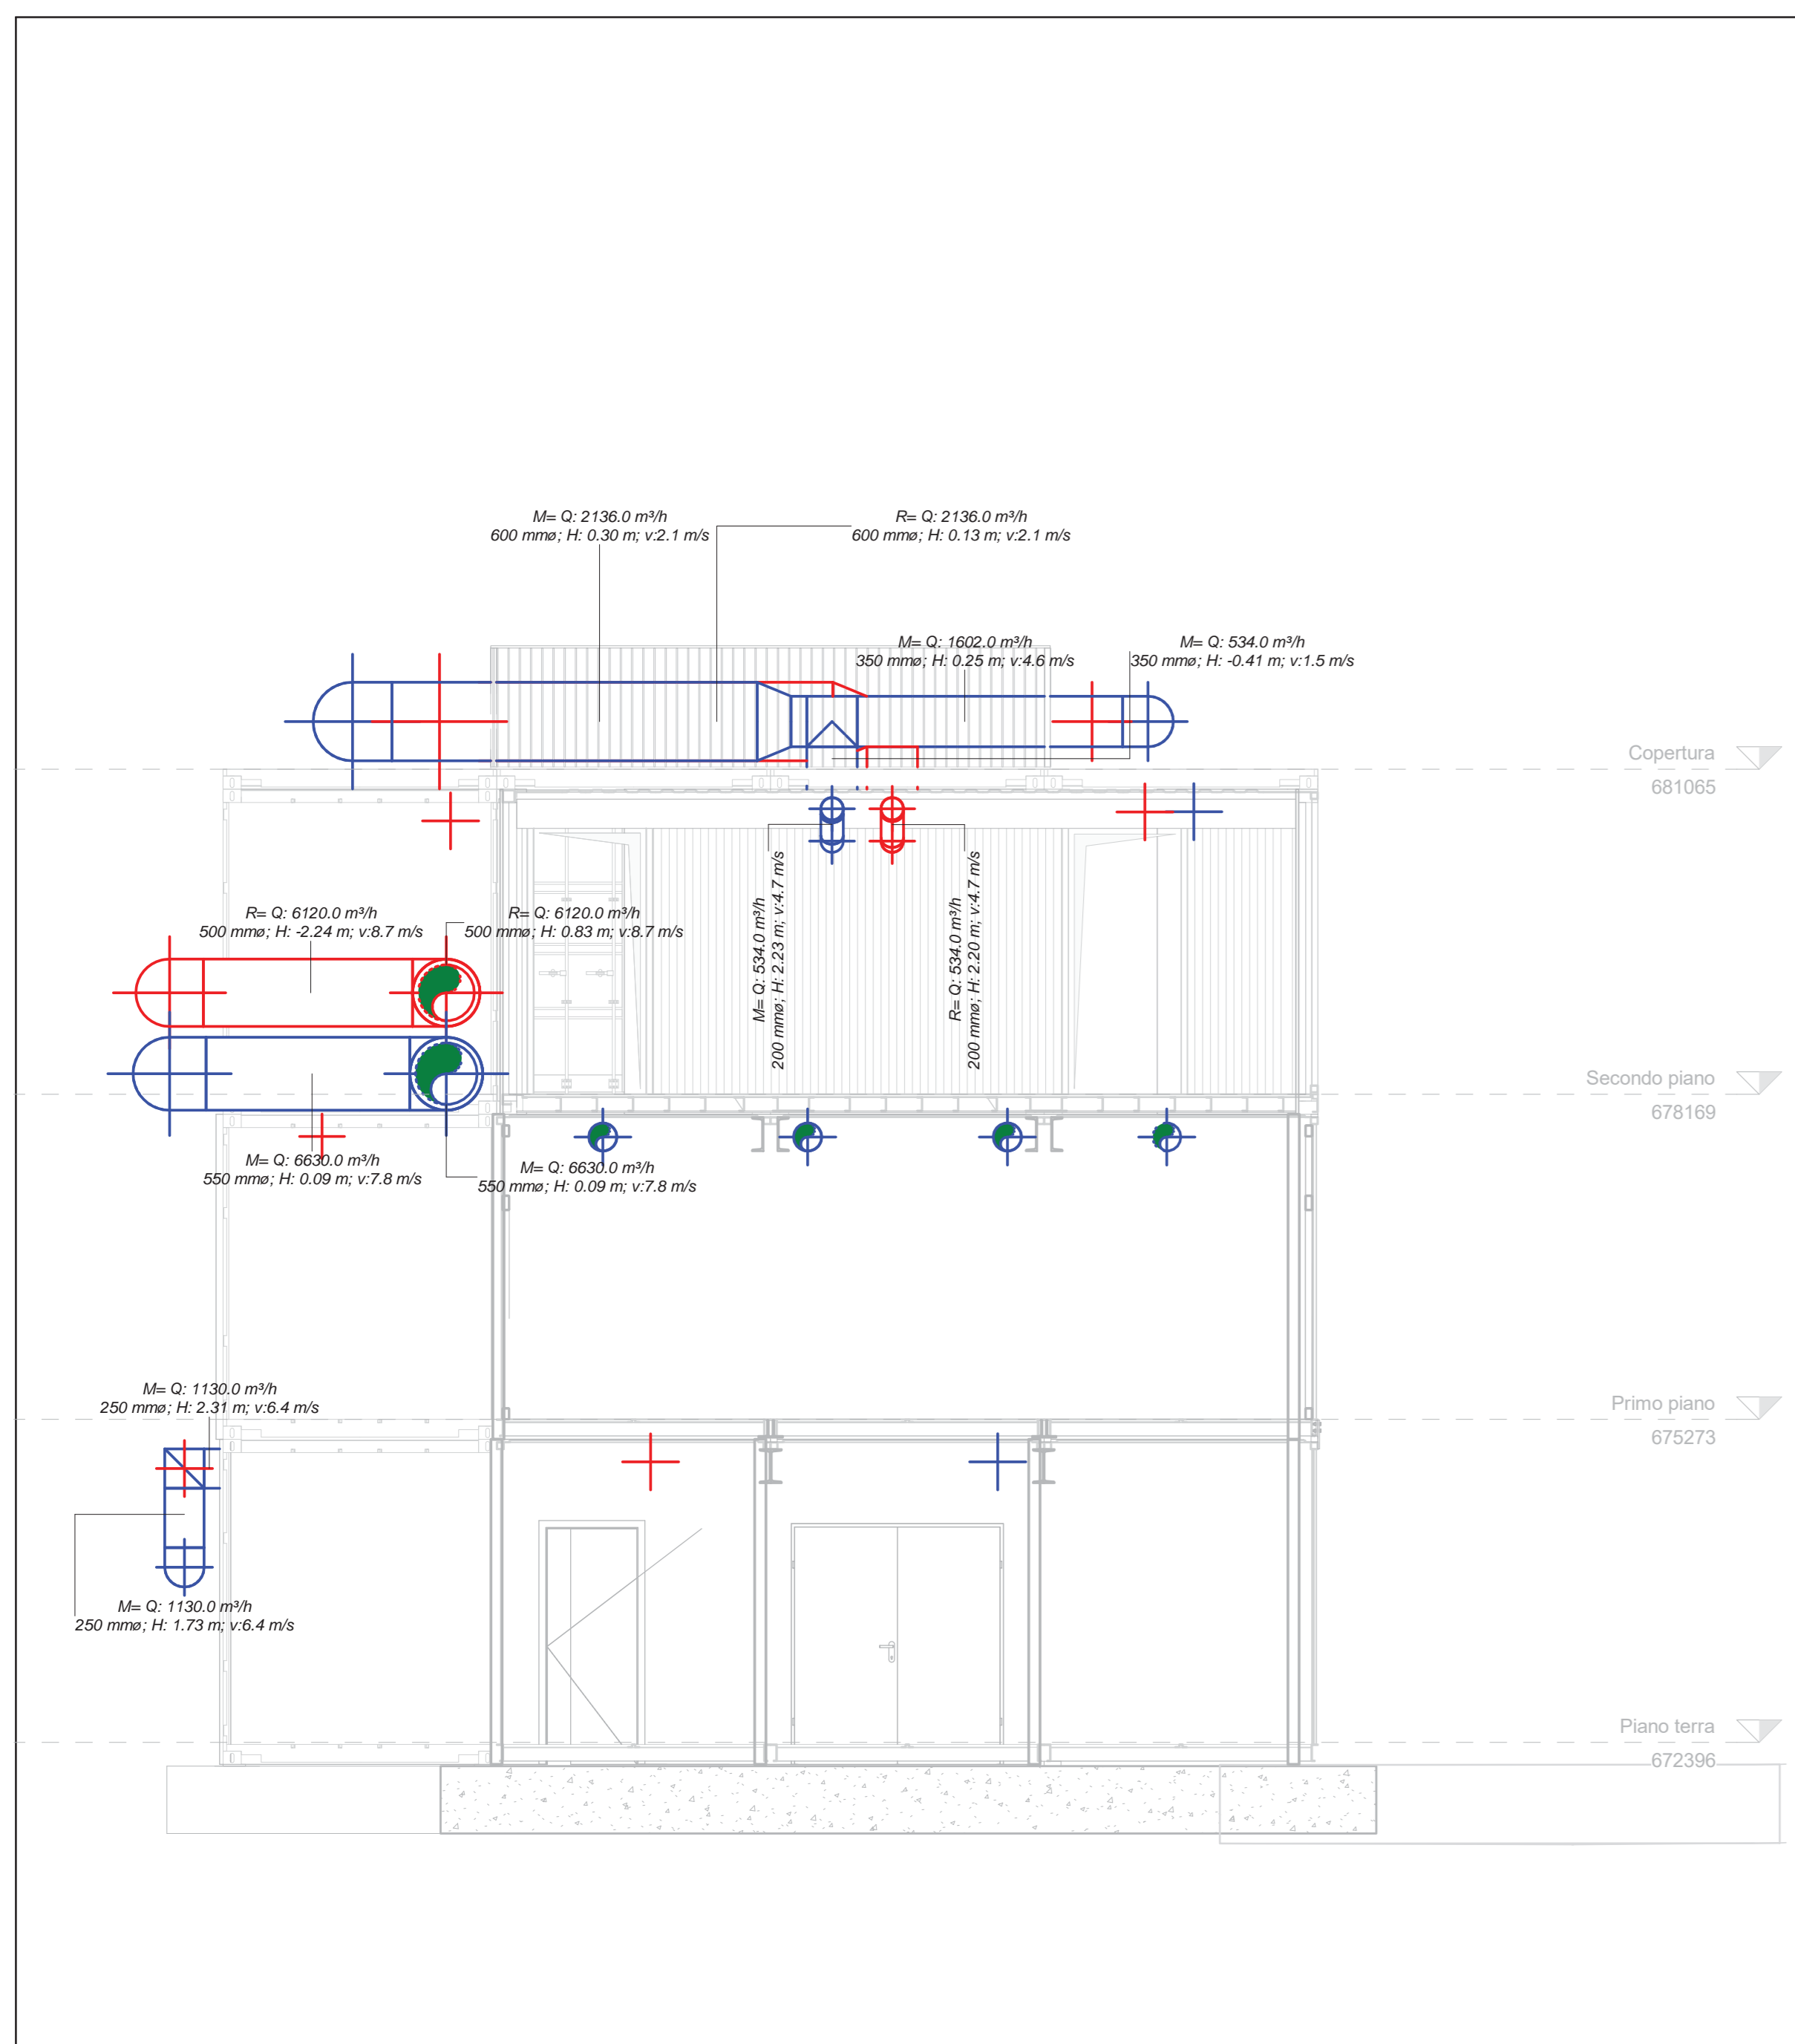 M= Q: 2136.0 m³/h
600 mmø; H: 0.30 m; v:2.1 m/s
R= Q: 2136.0 m³/h
600 mmø; H: 0.13 m; v:2.1 m/s
M= Q: 1602.0 m³/h
350 mmø; H: 0.25 m; v:4.6 m/s
M= Q: 534.0 m³/h
350 mmø; H: -0.41 m; v:1.5 m/s
Copertura
681065
M= Q: 534.0 m³/h
200 mmø; H: 2.23 m; v:4.7 m/s
R= Q: 534.0 m³/h
200 mmø; H: 2.20 m; v:4.7 m/s
R= Q: 6120.0 m³/h
500 mmø; H: -2.24 m; v:8.7 m/s
R= Q: 6120.0 m³/h
500 mmø; H: 0.83 m; v:8.7 m/s
Secondo piano
678169
M= Q: 6630.0 m³/h
550 mmø; H: 0.09 m; v:7.8 m/s
M= Q: 6630.0 m³/h
550 mmø; H: 0.09 m; v:7.8 m/s
M= Q: 1130.0 m³/h
250 mmø; H: 2.31 m; v:6.4 m/s
Primo piano
675273
M= Q: 1130.0 m³/h
250 mmø; H: 1.73 m; v:6.4 m/s
Piano terra
672396